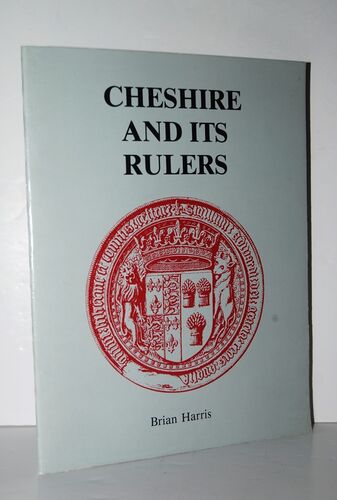 CHESHIRE
AND ITS
RULERS
Brian Harris